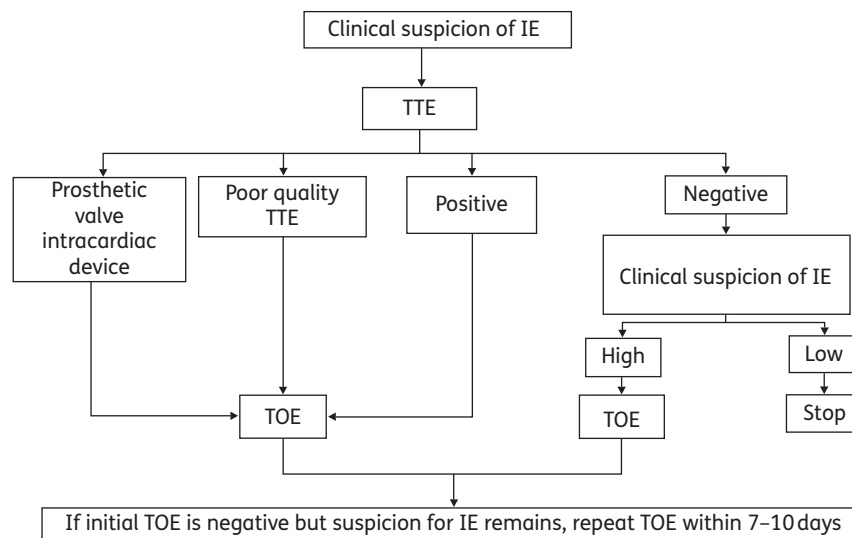 Clinical suspicion of IE
TTE
Prosthetic
valve
intracardiac
device
Poor quality
TTE
Positive
Negative
Clinical suspicion of IE
High
Low
TOE
TOE
Stop
If initial TOE is negative but suspicion for IE remains, repeat TOE within 7–10 days